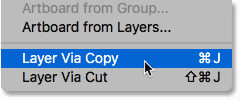 Artboard from Group...
Artboard from Layers...
Layer Via Copy ⌘J
Layer Via Cut ⇧⌘J